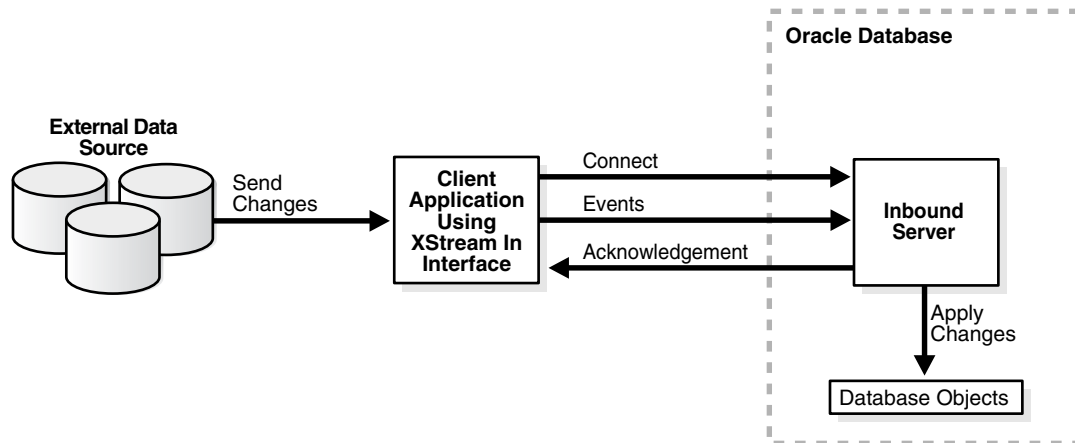 Oracle Database
External Data
Source
Send
Changes
Client
Application
Using
XStream In
Interface
Connect
Events
Acknowledgement
Inbound
Server
Apply
Changes
Database Objects